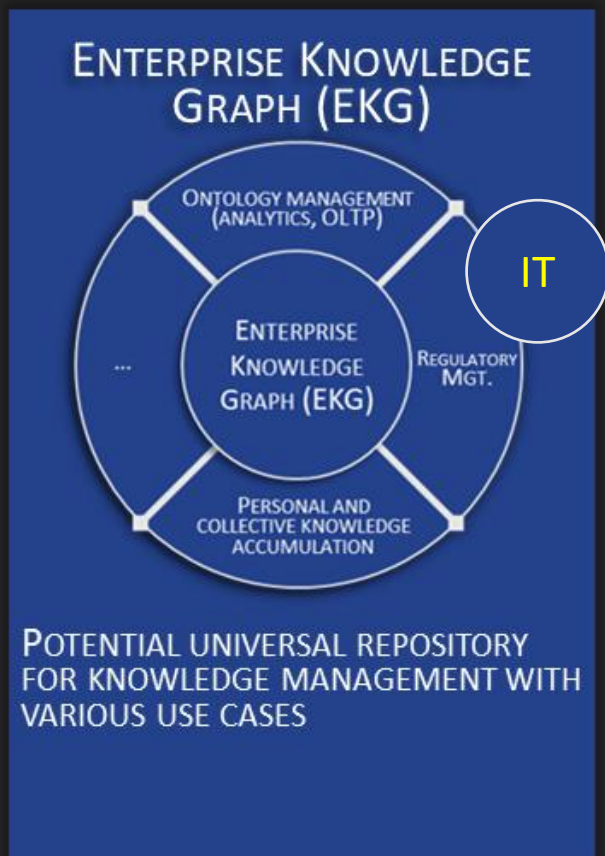 ENTERPRISE KNOWLEDGE
GRAPH (EKG)
ONTOLOGY MANAGEMENT
(ANALYTICS, OLTP)
IT
ENTERPRISE
KNOWLEDGE
GRAPH (EKG)
...
REGULATORY
MGT.
PERSONAL AND
COLLECTIVE KNOWLEDGE
ACCUMULATION
POTENTIAL UNIVERSAL REPOSITORY
FOR KNOWLEDGE MANAGEMENT WITH
VARIOUS USE CASES